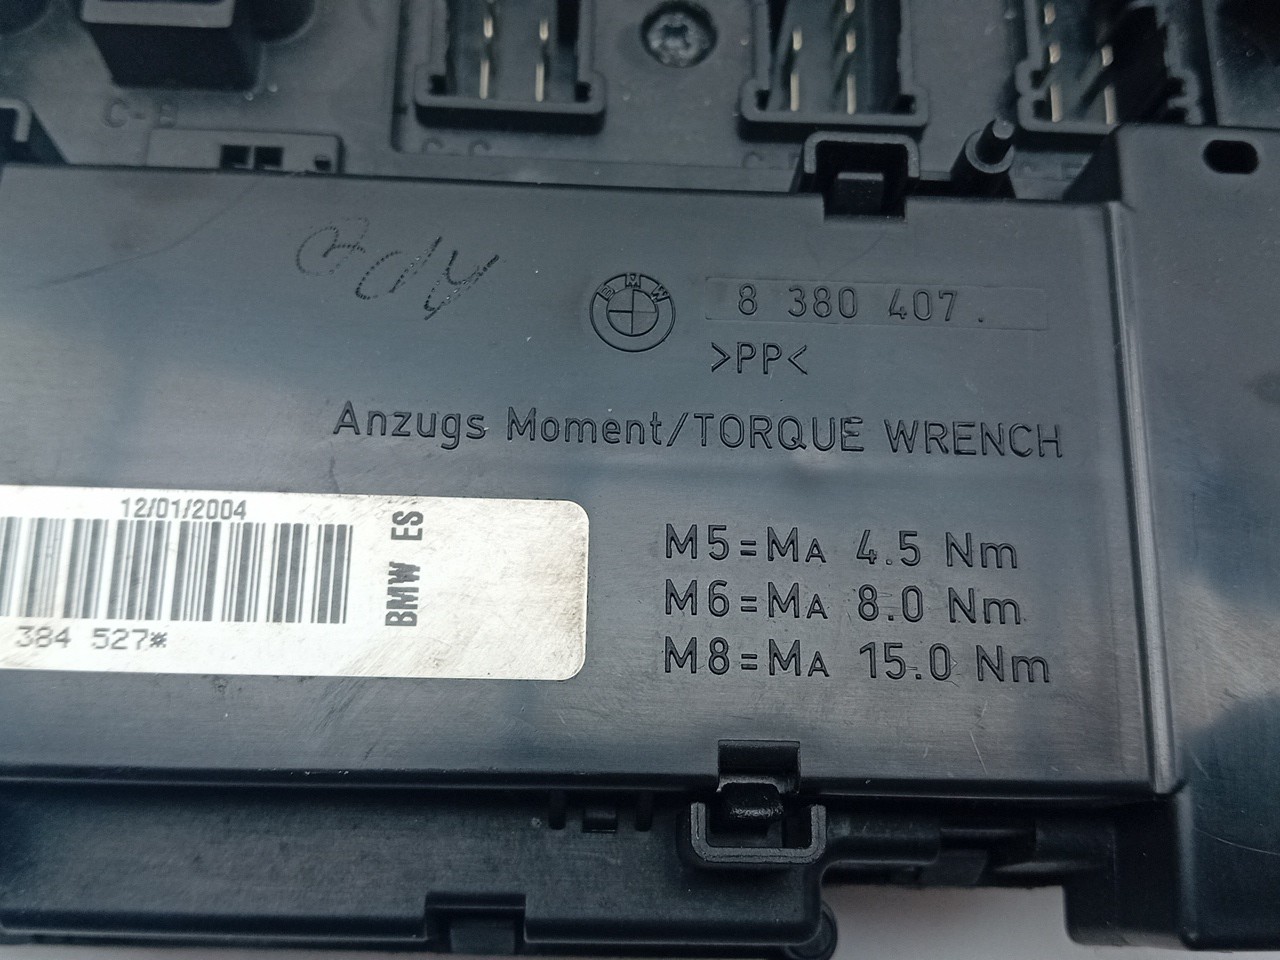 C-B
BMW
8 380 407.
>PP<
Anzugs Moment/TORQUE WRENCH
12/01/2004
BMW ES
384 527*
M5=MA 4.5 Nm
M6=MA 8.0 Nm
M8=MA 15.0 Nm